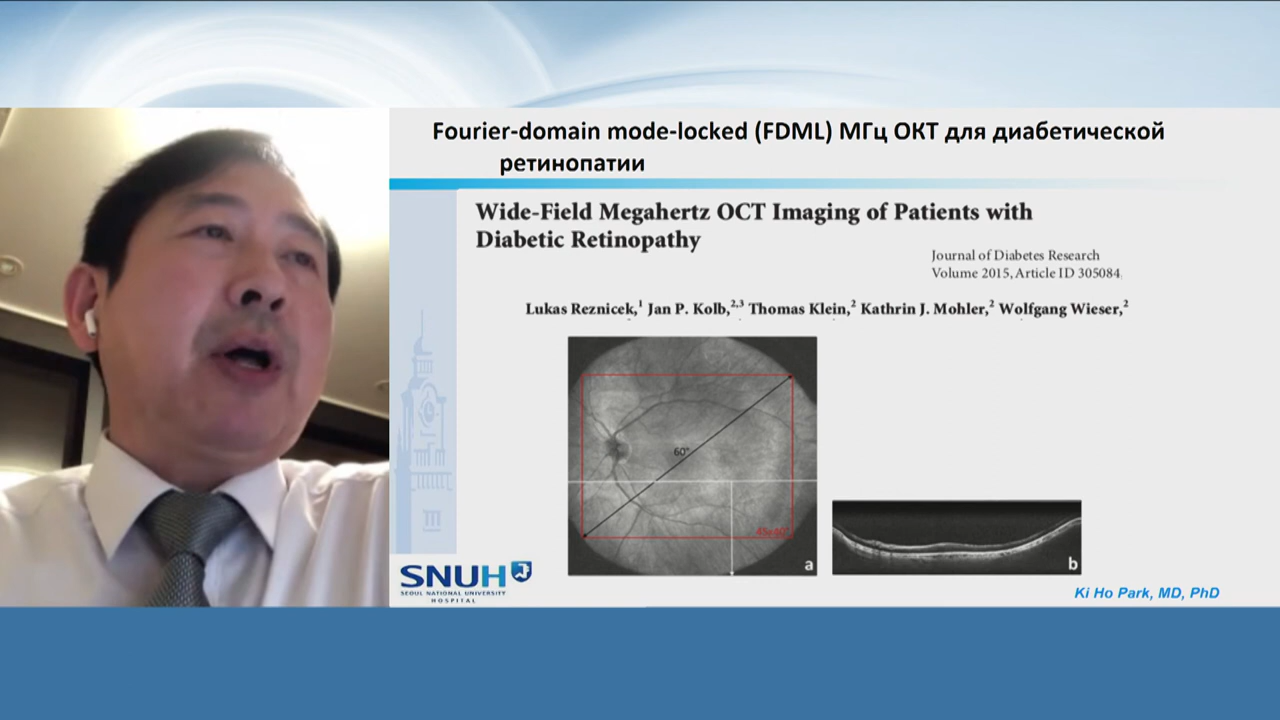 Fourier-domain mode-locked (FDML) МГц ОКТ для диабетической
ретинопатии
Wide-Field Megahertz OCT Imaging of Patients with
Diabetic Retinopathy
Journal of Diabetes Research
Volume 2015, Article ID 305084
Lukas Reznicek,1 Jan P. Kolb,2,3 Thomas Klein,2 Kathrin J. Mohler,2 Wolfgang Wieser,2
60°
45x40°
a
b
SNUH
SEOUL NATIONAL UNIVERSITY
HOSPITAL
Ki Ho Park, MD, PhD